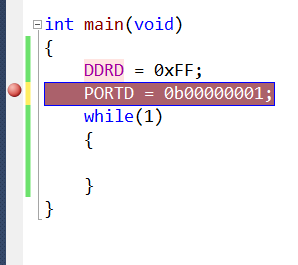 int main(void)
{
DDRD = 0xFF;
PORTD = 0b00000001;
while(1)
{
}
}